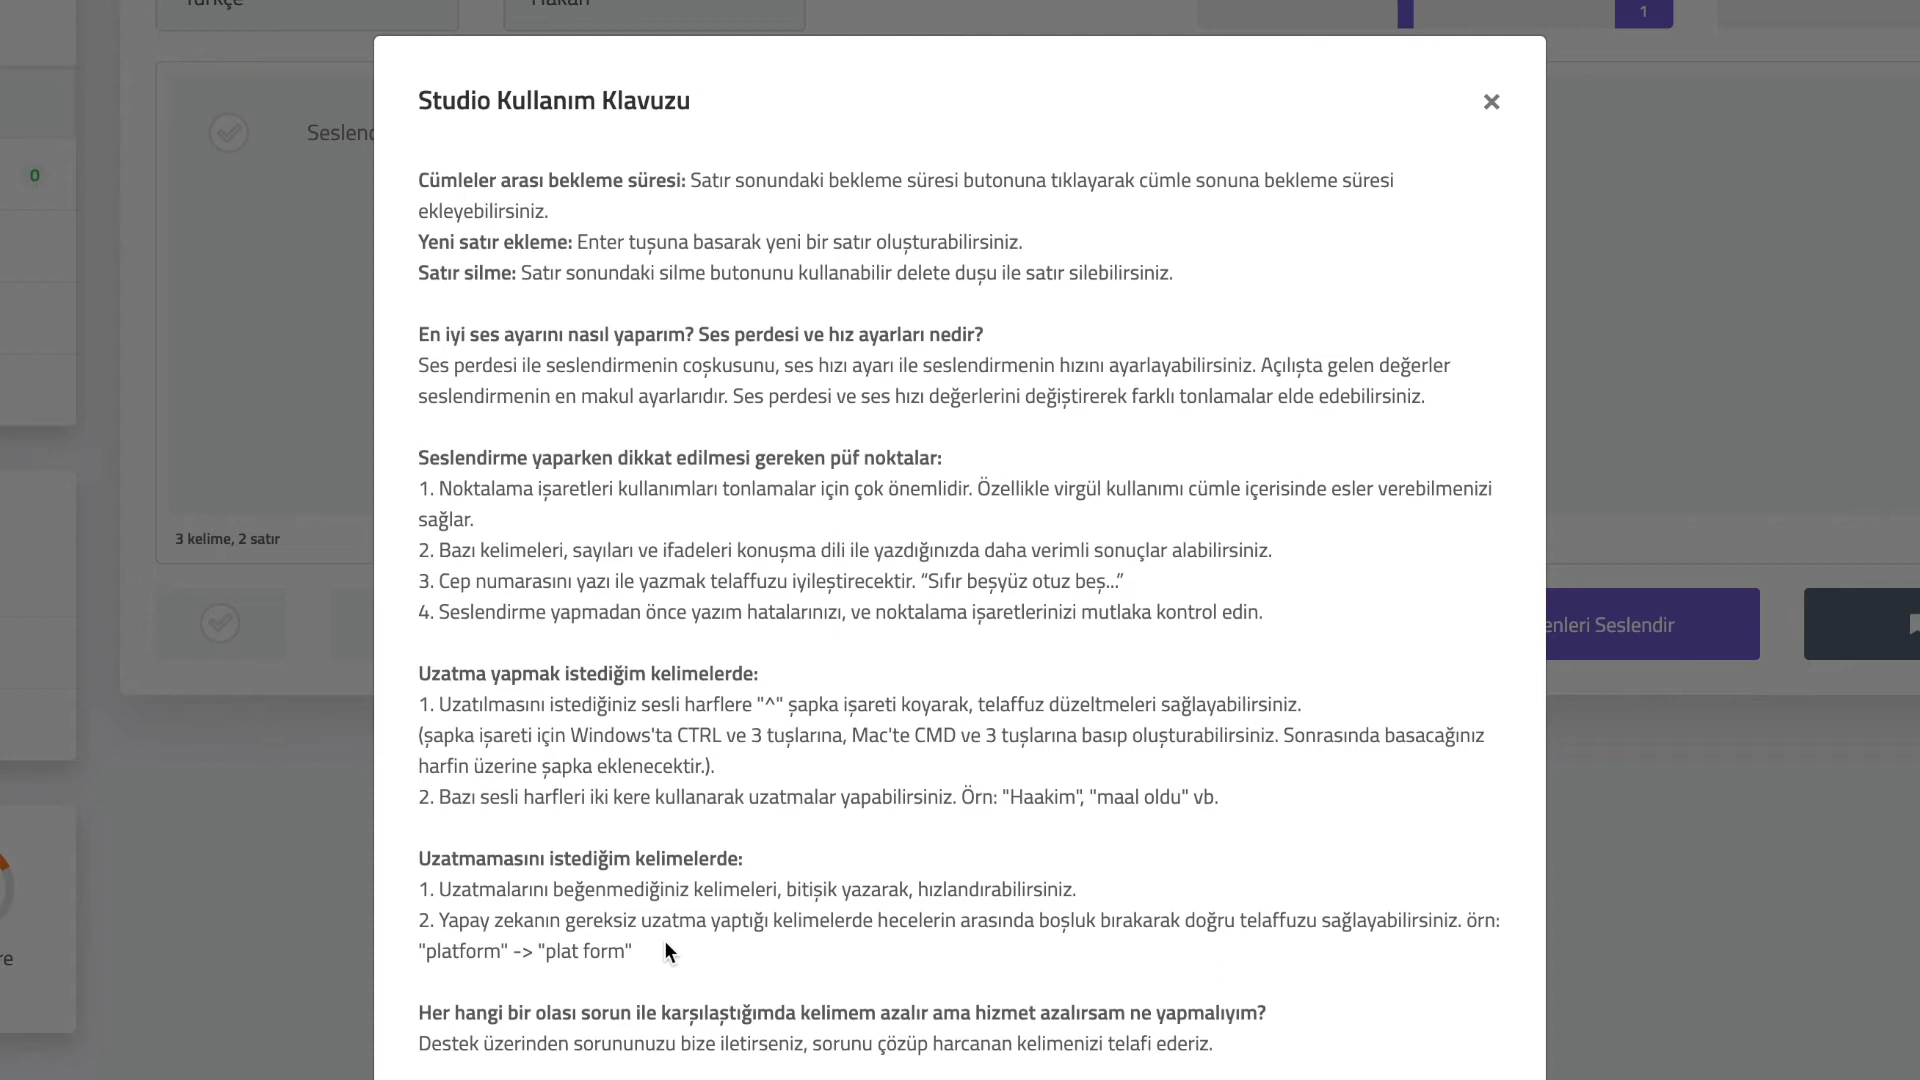 Türkçe
Hakan
1
Studio Kullanım Klavuzu
Seslend
0
Cümleler arası bekleme süresi: Satır sonundaki bekleme süresi butonuna tıklayarak cümle sonuna bekleme süresi
ekleyebilirsiniz.
Yeni satır ekleme: Enter tuşuna basarak yeni bir satır oluşturabilirsiniz.
Satır silme: Satır sonundaki silme butonunu kullanabilir delete duşu ile satır silebilirsiniz.
En iyi ses ayarını nasıl yaparım? Ses perdesi ve hız ayarları nedir?
Ses perdesi ile seslendirmenin coşkusunu, ses hızı ayarı ile seslendirmenin hızını ayarlayabilirsiniz. Açılışta gelen değerler
seslendirmenin en makul ayarlarıdır. Ses perdesi ve ses hızı değerlerini değiştirerek farklı tonlamalar elde edebilirsiniz.
Seslendirme yaparken dikkat edilmesi gereken püf noktalar:
1. Noktalama işaretleri kullanımları tonlamalar için çok önemlidir. Özellikle virgül kullanımı cümle içerisinde esler verebilmenizi
sağlar.
2. Bazı kelimeleri, sayıları ve ifadeleri konuşma dili ile yazdığınızda daha verimli sonuçlar alabilirsiniz.
3. Cep numarasını yazı ile yazmak telaffuzu iyileştirecektir. “Sıfır beşyüz otuz beş...”
4. Seslendirme yapmadan önce yazım hatalarınızı, ve noktalama işaretlerinizi mutlaka kontrol edin.
3 kelime, 2 satır
enleri Seslendir
Uzatma yapmak istediğim kelimelerde:
1. Uzatılmasını istediğiniz sesli harflere "^" şapka işareti koyarak, telaffuz düzeltmeleri sağlayabilirsiniz.
(şapka işareti için Windows'ta CTRL ve 3 tuşlarına, Mac'te CMD ve 3 tuşlarına basıp oluşturabilirsiniz. Sonrasında basacağınız
harfin üzerine şapka eklenecektir.).
2. Bazı sesli harfleri iki kere kullanarak uzatmalar yapabilirsiniz. Örn: "Haakim", "maal oldu" vb.
Uzatmamasını istediğim kelimelerde:
1. Uzatmalarını beğenmediğiniz kelimeleri, bitişik yazarak, hızlandırabilirsiniz.
2. Yapay zekanın gereksiz uzatma yaptığı kelimelerde hecelerin arasında boşluk bırakarak doğru telaffuzu sağlayabilirsiniz. örn:
"platform" -> "plat form"
re
Her hangi bir olası sorun ile karşılaştığımda kelimem azalır ama hizmet azalırsam ne yapmalıyım?
Destek üzerinden sorununuzu bize iletirseniz, sorunu çözüp harcanan kelimenizi telafi ederiz.